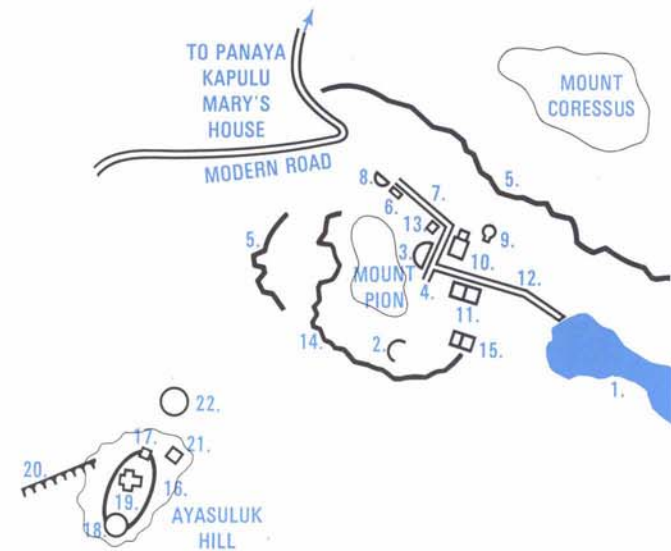 TO PANAYA
KAPULU
MARY'S
HOUSE
MODERN ROAD
MOUNT
CORESSUS
8.
7.
5.
6.
13.
9.
5.
3.
10.
MOUNT
PION
4.
12.
11.
14.
2.
15.
1.
22.
17.
21.
20.
19.
16.
18.
AYASULUK
HILL